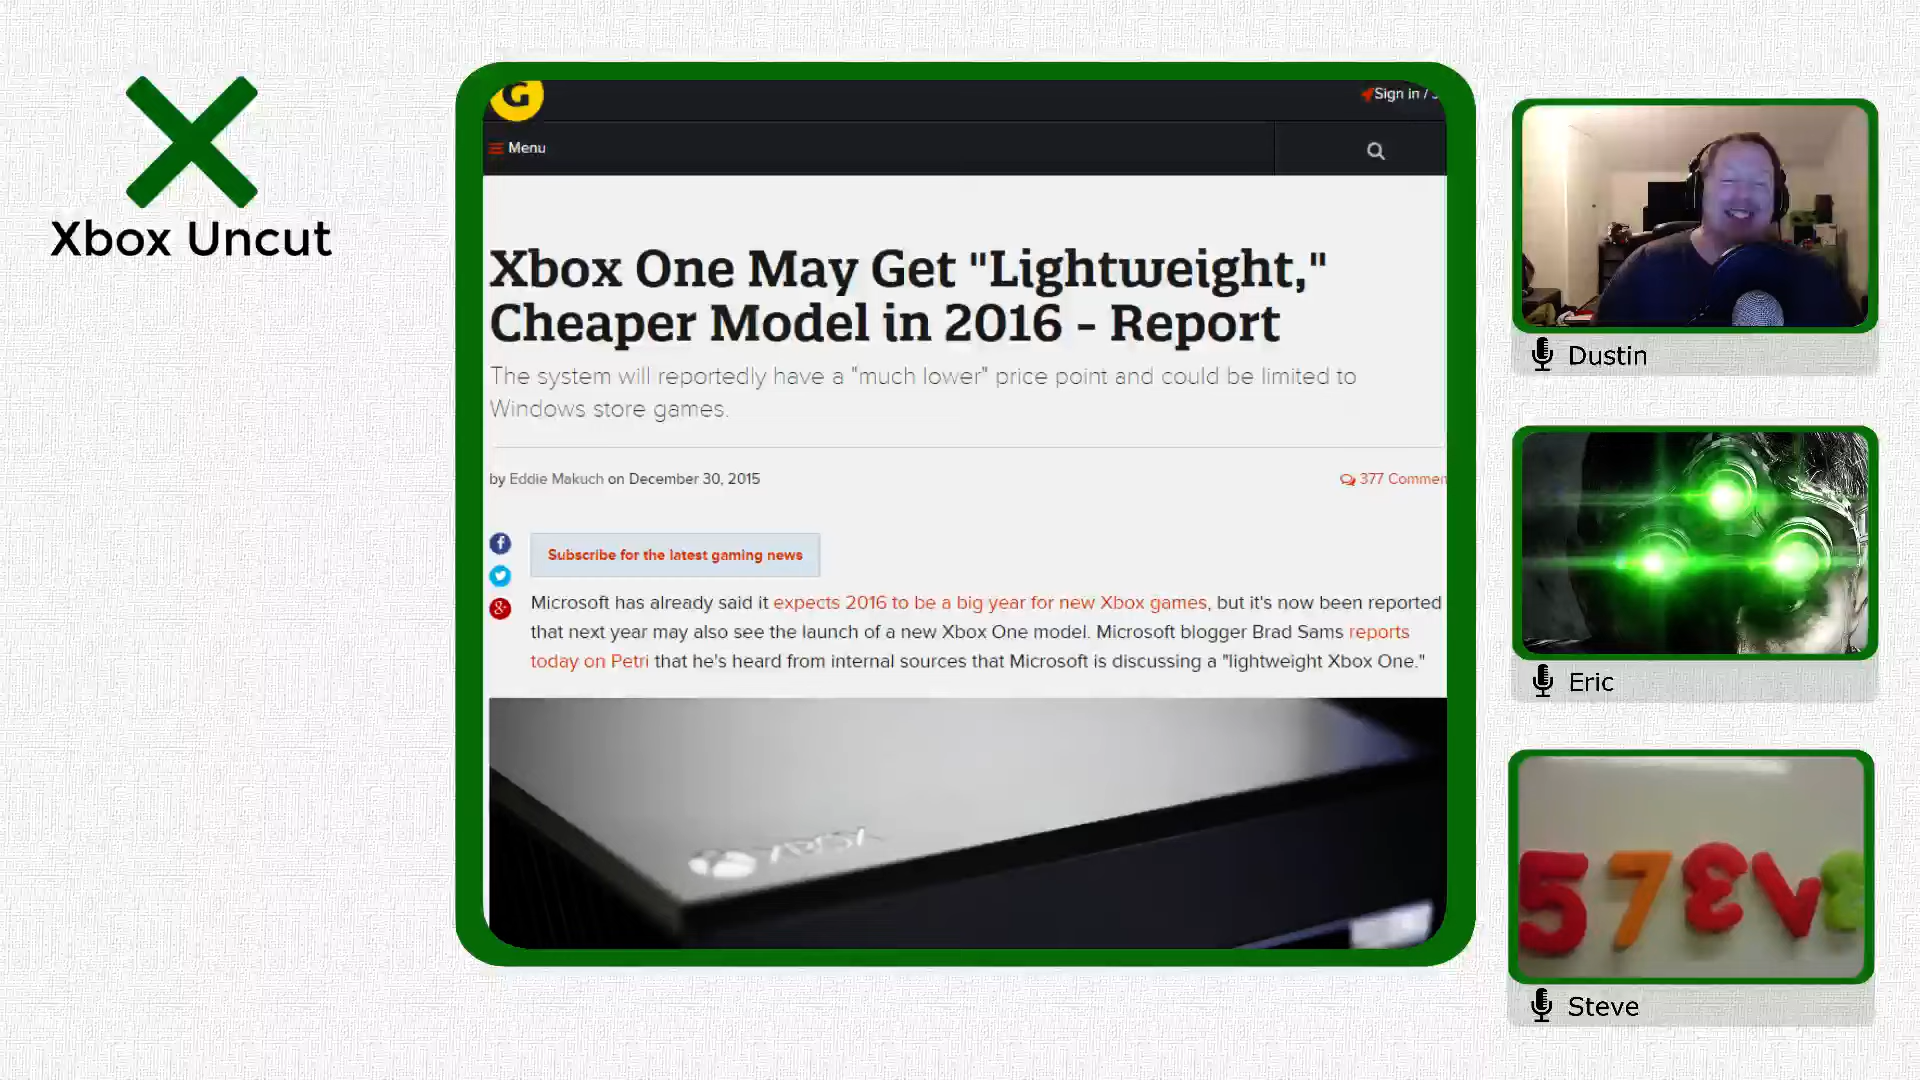 Xbox Uncut
G
Sign in /
Menu
Xbox One May Get "Lightweight,"
Cheaper Model in 2016 - Report
The system will reportedly have a "much lower" price point and could be limited to
Windows store games.
by Eddie Makuch on December 30, 2015
377 Commen
Subscribe for the latest gaming news
Microsoft has already said it expects 2016 to be a big year for new Xbox games, but it's now been reported
that next year may also see the launch of a new Xbox One model. Microsoft blogger Brad Sams reports
today on Petri that he's heard from internal sources that Microsoft is discussing a "lightweight Xbox One."
XBOX
Dustin
Eric
57EV3
Steve